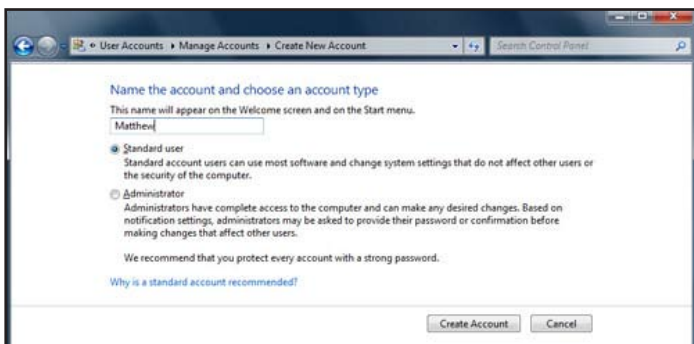 User Accounts ▸ Manage Accounts ▸ Create New Account
Search Control Panel
Name the account and choose an account type
This name will appear on the Welcome screen and on the Start menu.
Matthew
Standard user
Standard account users can use most software and change system settings that do not affect other users or
the security of the computer.
Administrator
Administrators have complete access to the computer and can make any desired changes. Based on
notification settings, administrators may be asked to provide their password or confirmation before
making changes that affect other users.
We recommend that you protect every account with a strong password.
Why is a standard account recommended?
Create Account
Cancel